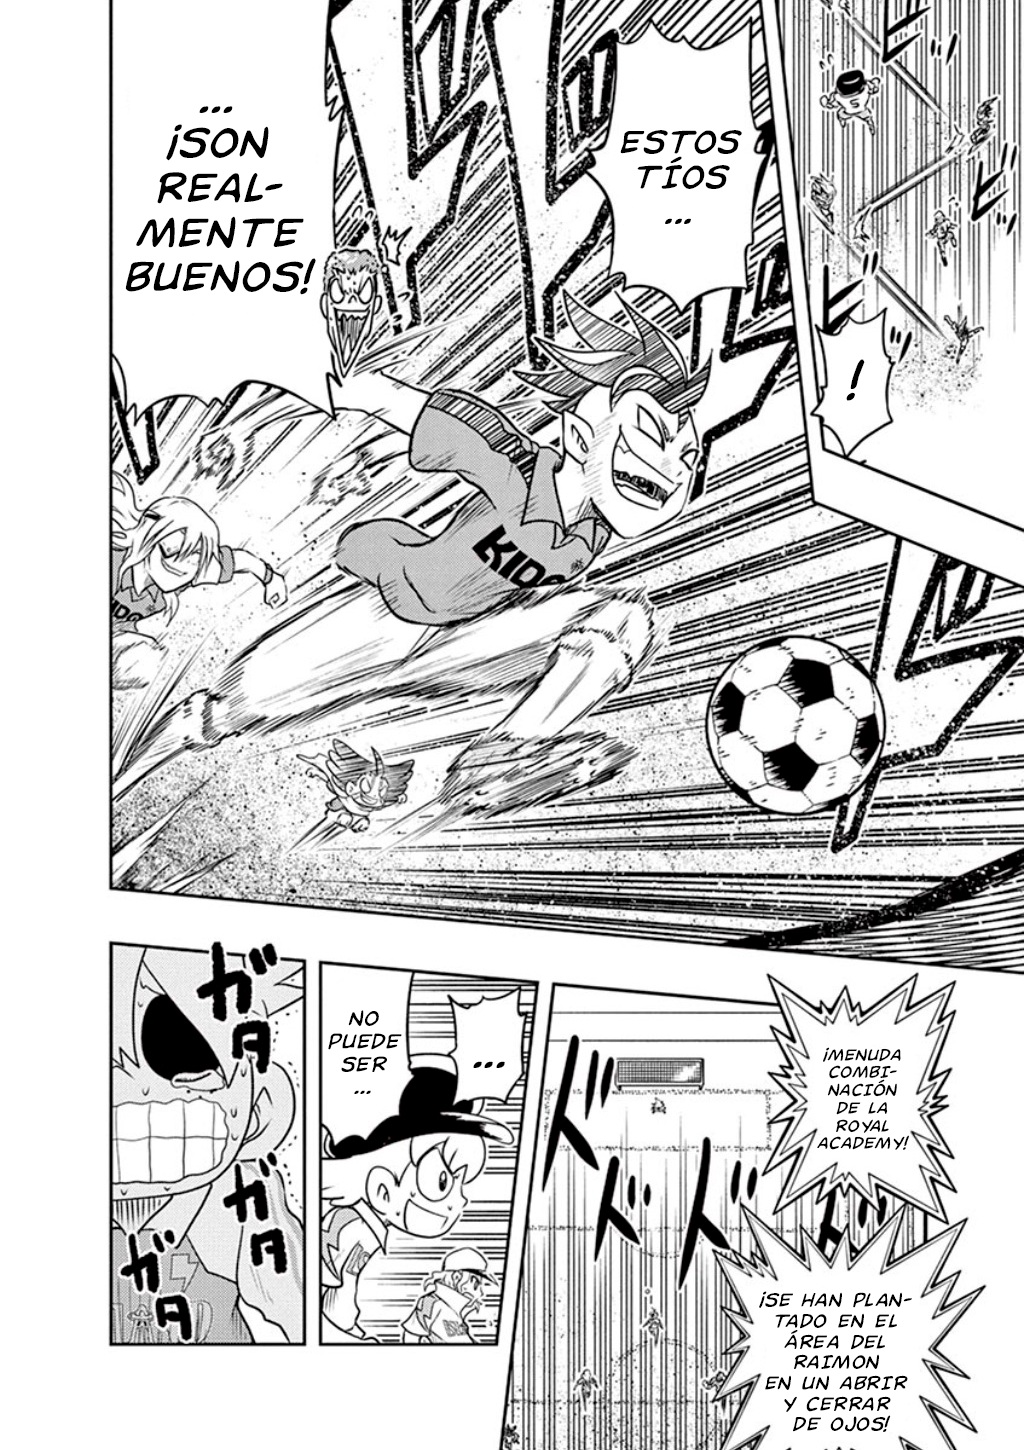 ビ
ビ
!
ESTOS
TÍOS
...
...
¡SON
REAL-
MENTE
BUENOS!
KIDO
¡MENUDA
COMBI-
NACIÓN
DE LA
ROYAL
ACADEMY!
ドドド
¡SE HAN PLAN-
TADO EN EL
ÁREA DEL
RAIMON
EN UN ABRIR
Y CERRAR
DE OJOS!
...
NO
PUEDE
SER
...
ガタ
ガタ
ガタ